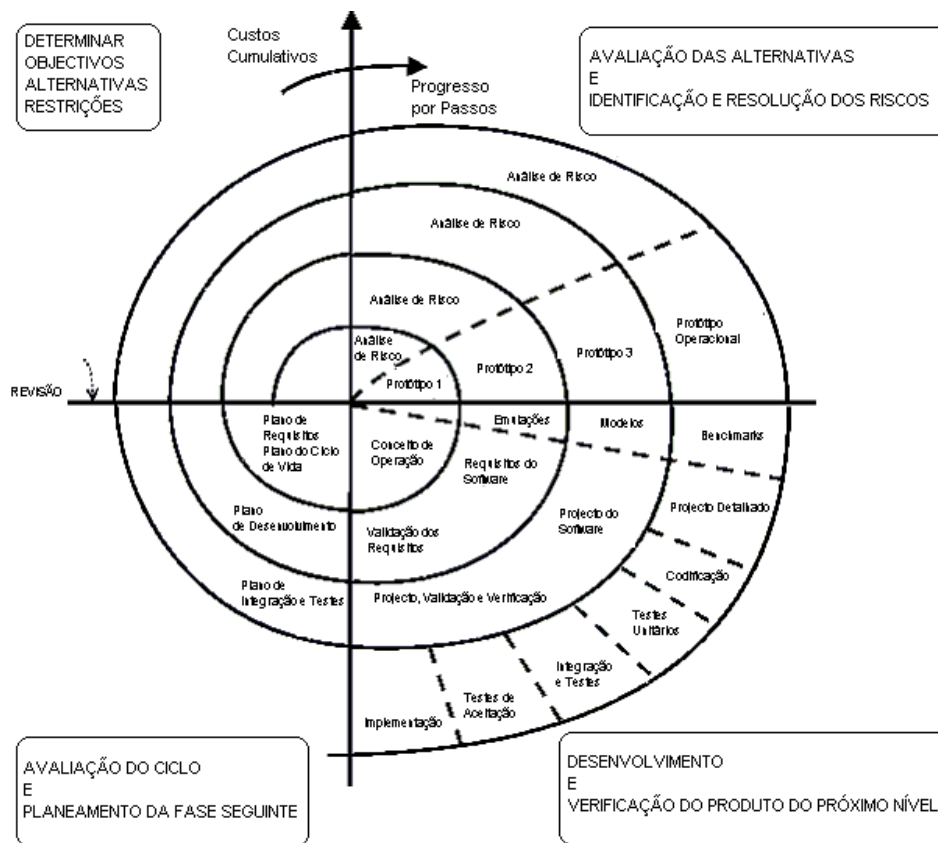 DETERMINAR
OBJECTIVOS
ALTERNATIVAS
RESTRIÇÕES
Custos
Cumulativos
Progresso
por Passos
AVALIAÇÃO DAS ALTERNATIVAS
E
IDENTIFICAÇÃO E RESOLUÇÃO DOS RISCOS
Análise de Risco
Análise de Risco
Análise de Risco
Análise
de Risco
Protótipo 1
Protótipo 2
Protótipo 3
Protótipo
Operacional
REVISÃO
Plano de
Requisitos
Plano do Ciclo
de Vida
Conceito de
Operação
Emulações
Modelos
Benchmarks
Requisitos do
Software
Projecto do
Software
Projecto Detalhado
Plano
de Desenvolvimento
Validação dos
Requisitos
Codificação
Plano de
Integração e Testes
Projecto, Validação e Verificação
Testes
Unitários
Integração
e Testes
Testes de
Aceitação
Implementação
AVALIAÇÃO DO CICLO
E
PLANEAMENTO DA FASE SEGUINTE
DESENVOLVIMENTO
E
VERIFICAÇÃO DO PRODUTO DO PRÓXIMO NÍVEL